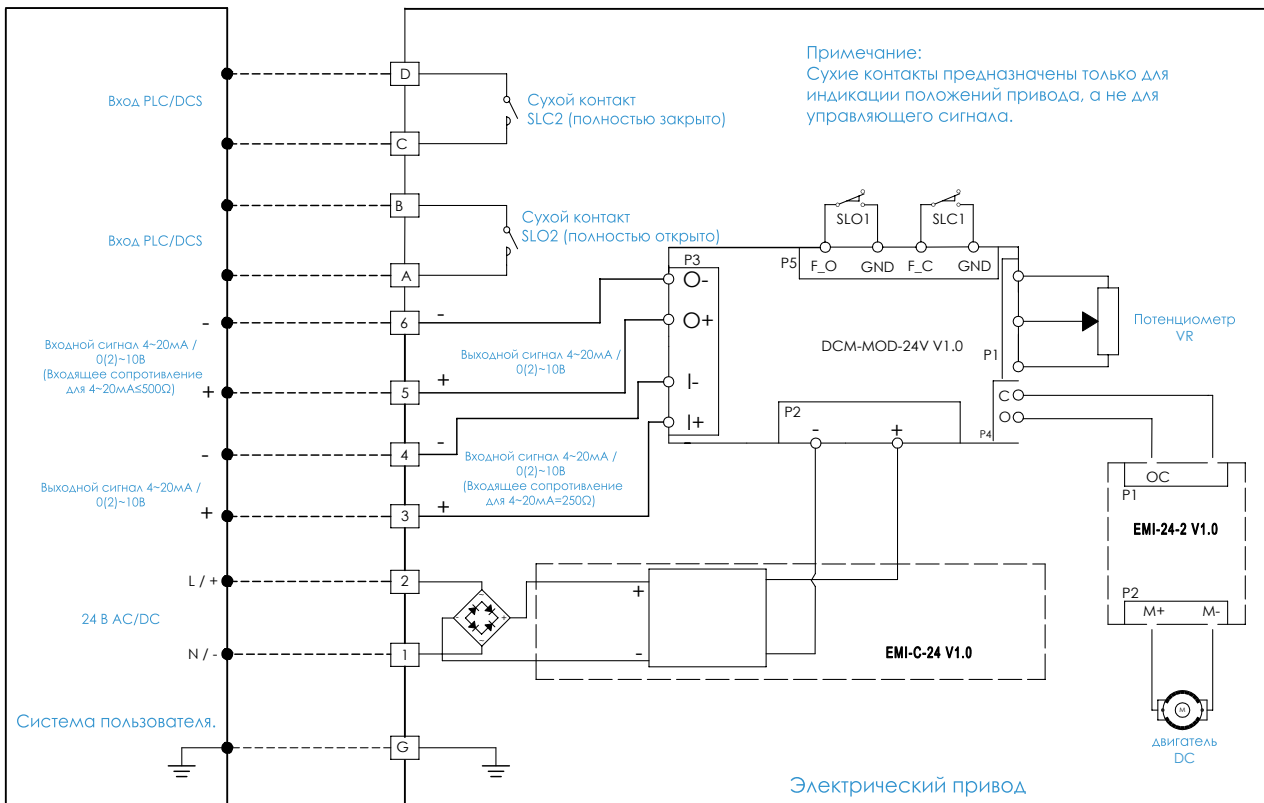 Примечание:
Сухие контакты предназначены только для
индикации положений привода, а не для
управляющего сигнала.
D
Вход PLC/DCS
Сухой контакт
SLC2 (полностью закрыто)
C
B
Вход PLC/DCS
Сухой контакт
SLO2 (полностью открыто)
A
SLO1
SLC1
P5
F_O
GND
F_C
GND
P3
O-
O+
I-
I+
-
DCM-MOD-24V V1.0
P1
Потенциометр
VR
-
6
-
Входной сигнал 4~20мА /
0(2)~10В
(Входящее сопротивление
для 4~20мА≤500Ω)
Выходной сигнал 4~20мА /
0(2)~10В
+
5
+
C
O
P4
P2
-
+
-
4
-
Выходной сигнал 4~20мА /
0(2)~10В
Входной сигнал 4~20мА /
0(2)~10В
(Входящее сопротивление
для 4~20мА=250Ω)
+
3
+
OC
P1
EMI-24-2 V1.0
P2
M+
M-
L / +
2
24 В AC/DC
N / -
1
-
-
+
-
+
-
EMI-C-24 V1.0
M
двигатель
DC
Система пользователя.
G
Электрический привод